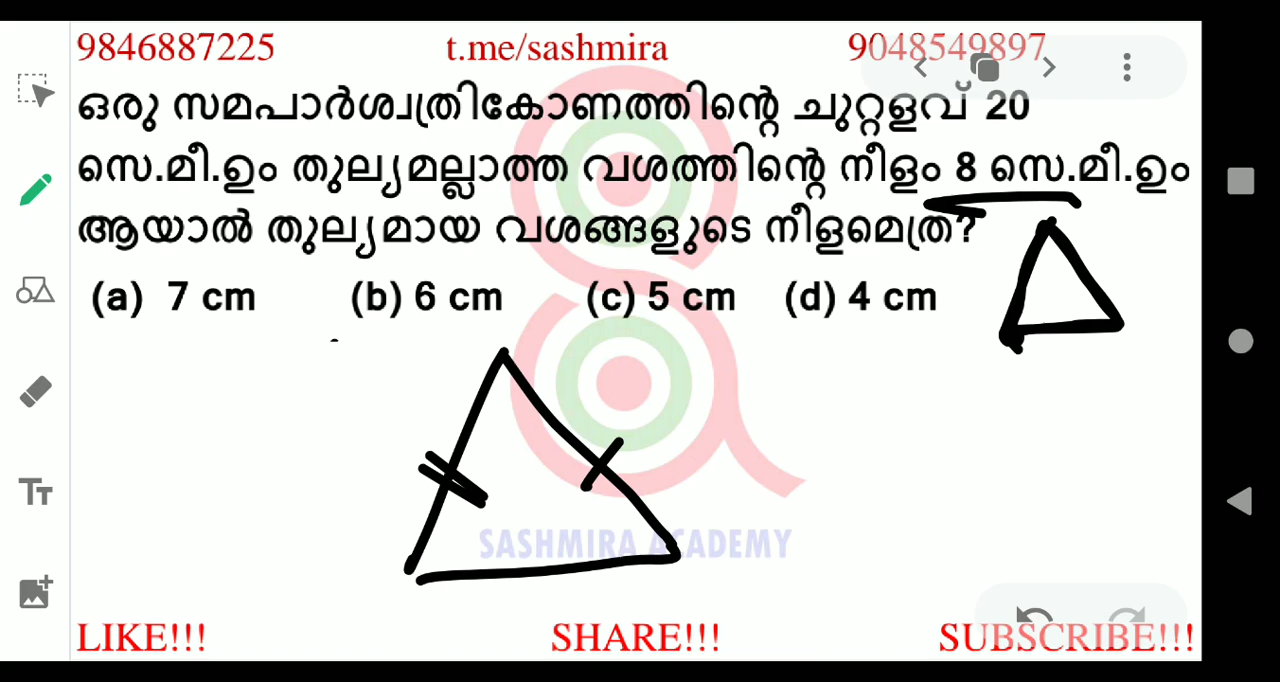 9846887225 t.me/sashmira 9048549897
ഒരു സമപാർശ്വത്രികോണത്തിന്റെ ചുറ്റളവ് 20
സെ.മീ.ഉം തുല്യമല്ലാത്ത വശത്തിന്റെ നീളം 8 സെ.മീ.ഉം
ആയാൽ തുല്യമായ വശങ്ങളുടെ നീളമെത്ര?
(a) 7 cm (b) 6 cm (c) 5 cm (d) 4 cm
SASHMIRA ACADEMY
LIKE!!! SHARE!!! SUBSCRIBE!!!
Tт